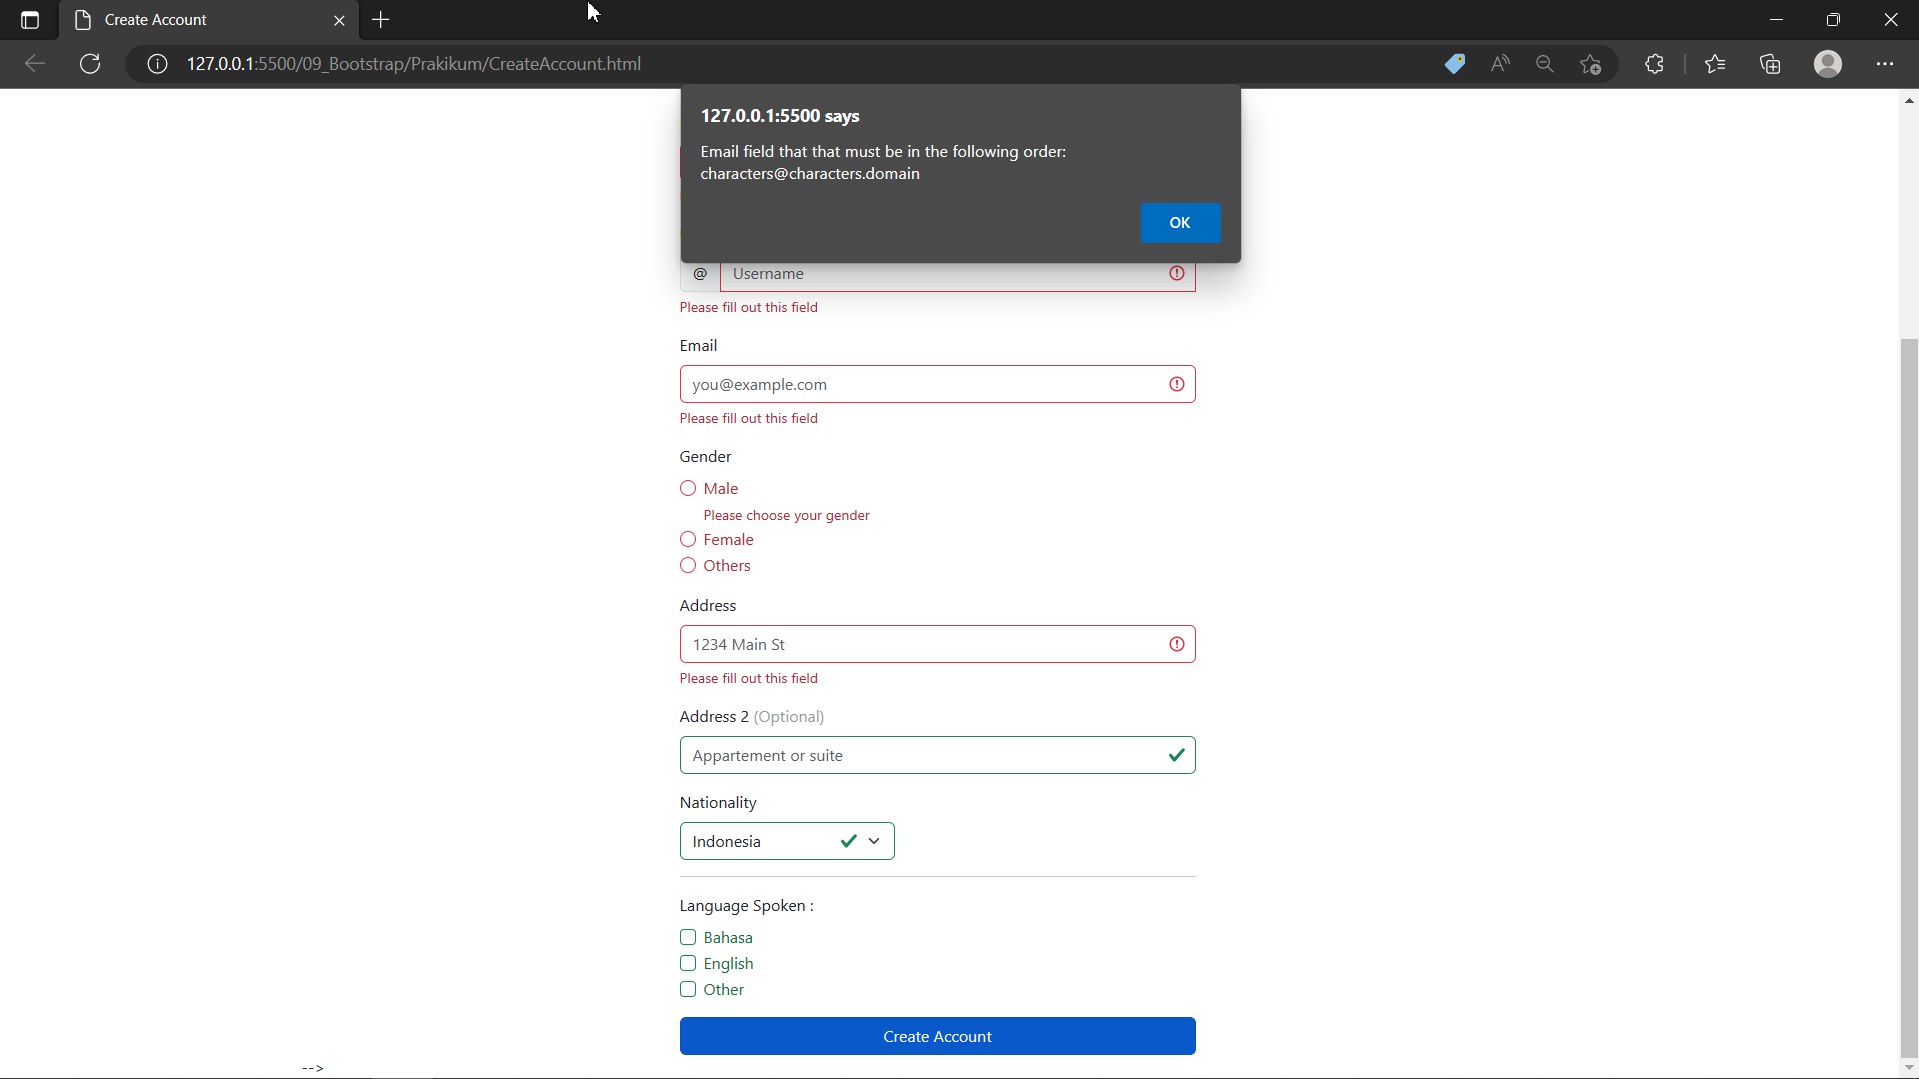 Create Account
127.0.0.1:5500/09_Bootstrap/Prakikum/CreateAccount.html
127.0.0.1:5500 says
Email field that that must be in the following order:
characters@characters.domain
OK
@ Username
Please fill out this field
Email
you@example.com
Please fill out this field
Gender
Male
Please choose your gender
Female
Others
Address
1234 Main St
Please fill out this field
Address 2 (Optional)
Appartement or suite
Nationality
Indonesia
Language Spoken :
Bahasa
English
Other
Create Account
-->